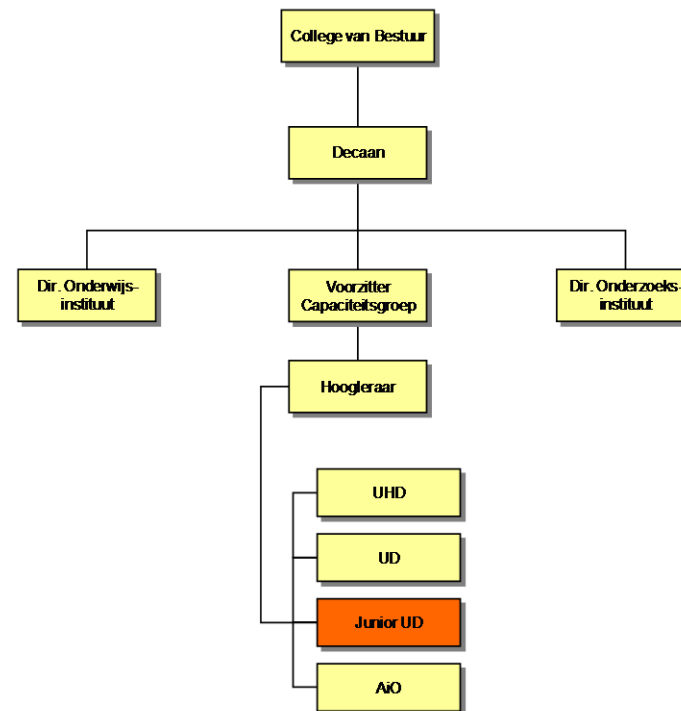 College van Bestuur
Decaan
Dir. Onderwijs-
instituut
Voorzitter
Capaciteitsgroep
Dir. Onderzoeks-
instituut
Hoogleraar
UHD
UD
Junior UD
AiO